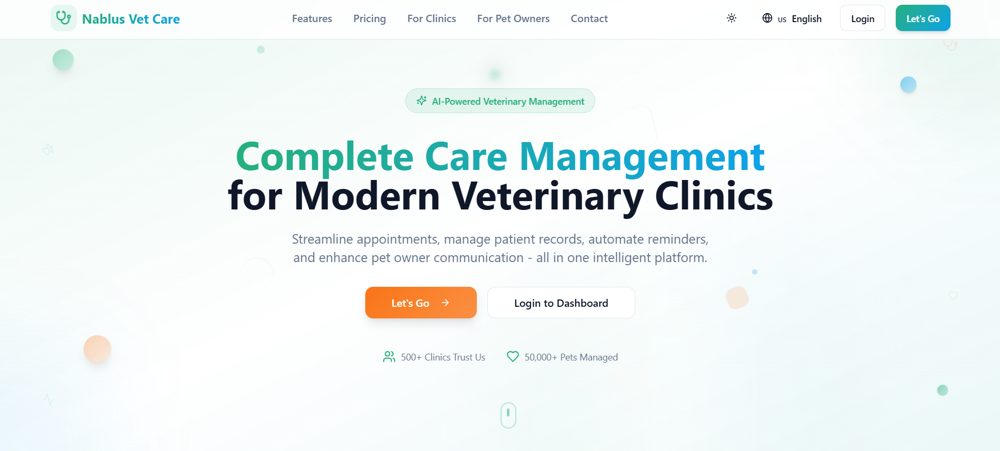 Nablus Vet Care
Features
Pricing
For Clinics
For Pet Owners
Contact
us English
Login
Let's Go
AI-Powered Veterinary Management
Complete Care Management
for Modern Veterinary Clinics
Streamline appointments, manage patient records, automate reminders,
and enhance pet owner communication - all in one intelligent platform.
Let's Go
Login to Dashboard
500+ Clinics Trust Us
50,000+ Pets Managed